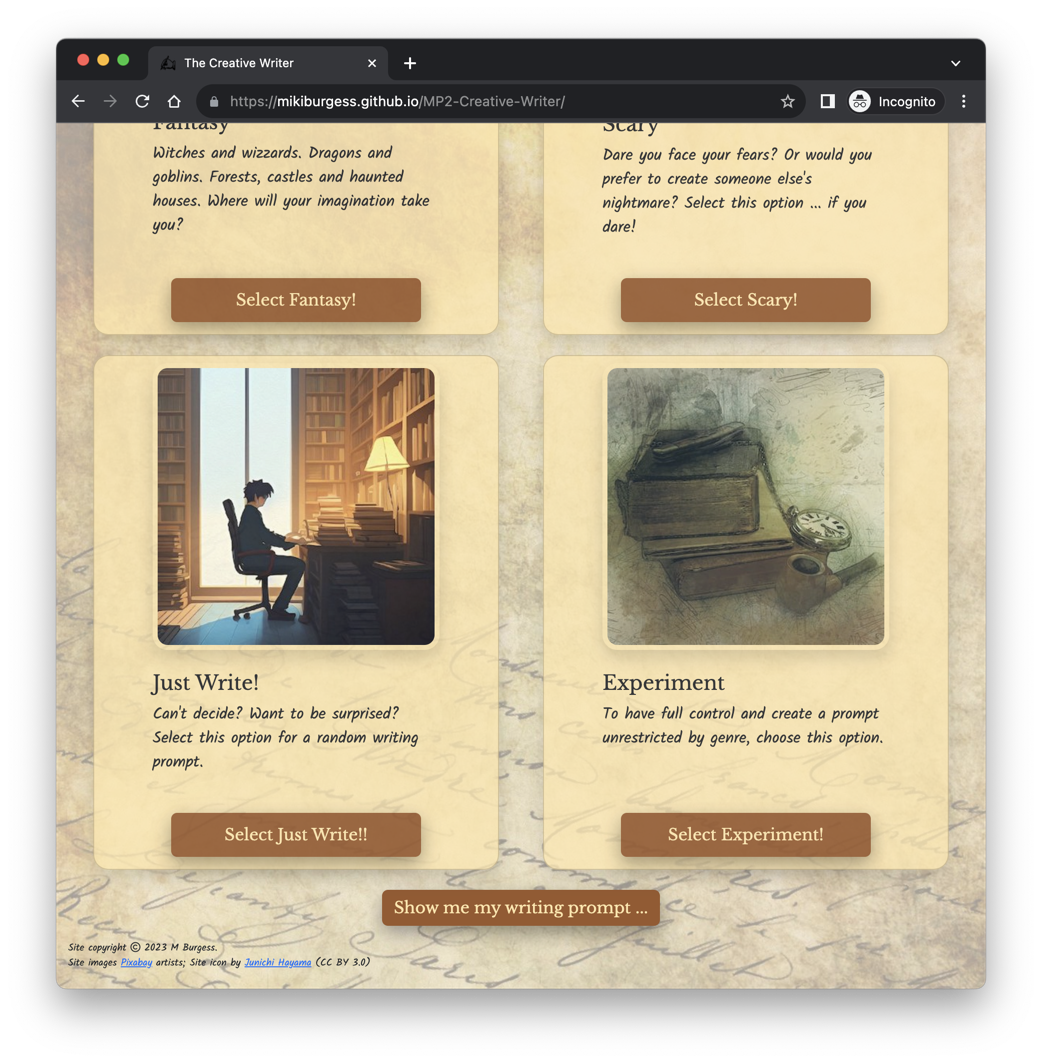 The Creative Writer
https://mikiburgess.github.io/MP2-Creative-Writer/
Incognito
Fantasy
Witches and wizzards. Dragons and
goblins. Forests, castles and haunted
houses. Where will your imagination take
you?
Select Fantasy!
Scary
Dare you face your fears? Or would you
prefer to create someone else's
nightmare? Select this option ... if you
dare!
Select Scary!
Just Write!
Can't decide? Want to be surprised?
Select this option for a random writing
prompt.
Select Just Write!!
Experiment
To have full control and create a prompt
unrestricted by genre, choose this option.
Select Experiment!
Show me my writing prompt ...
Site copyright © 2023 M Burgess.
Site images Pixabay artists; Site icon by Junichi Hayama (CC BY 3.0)